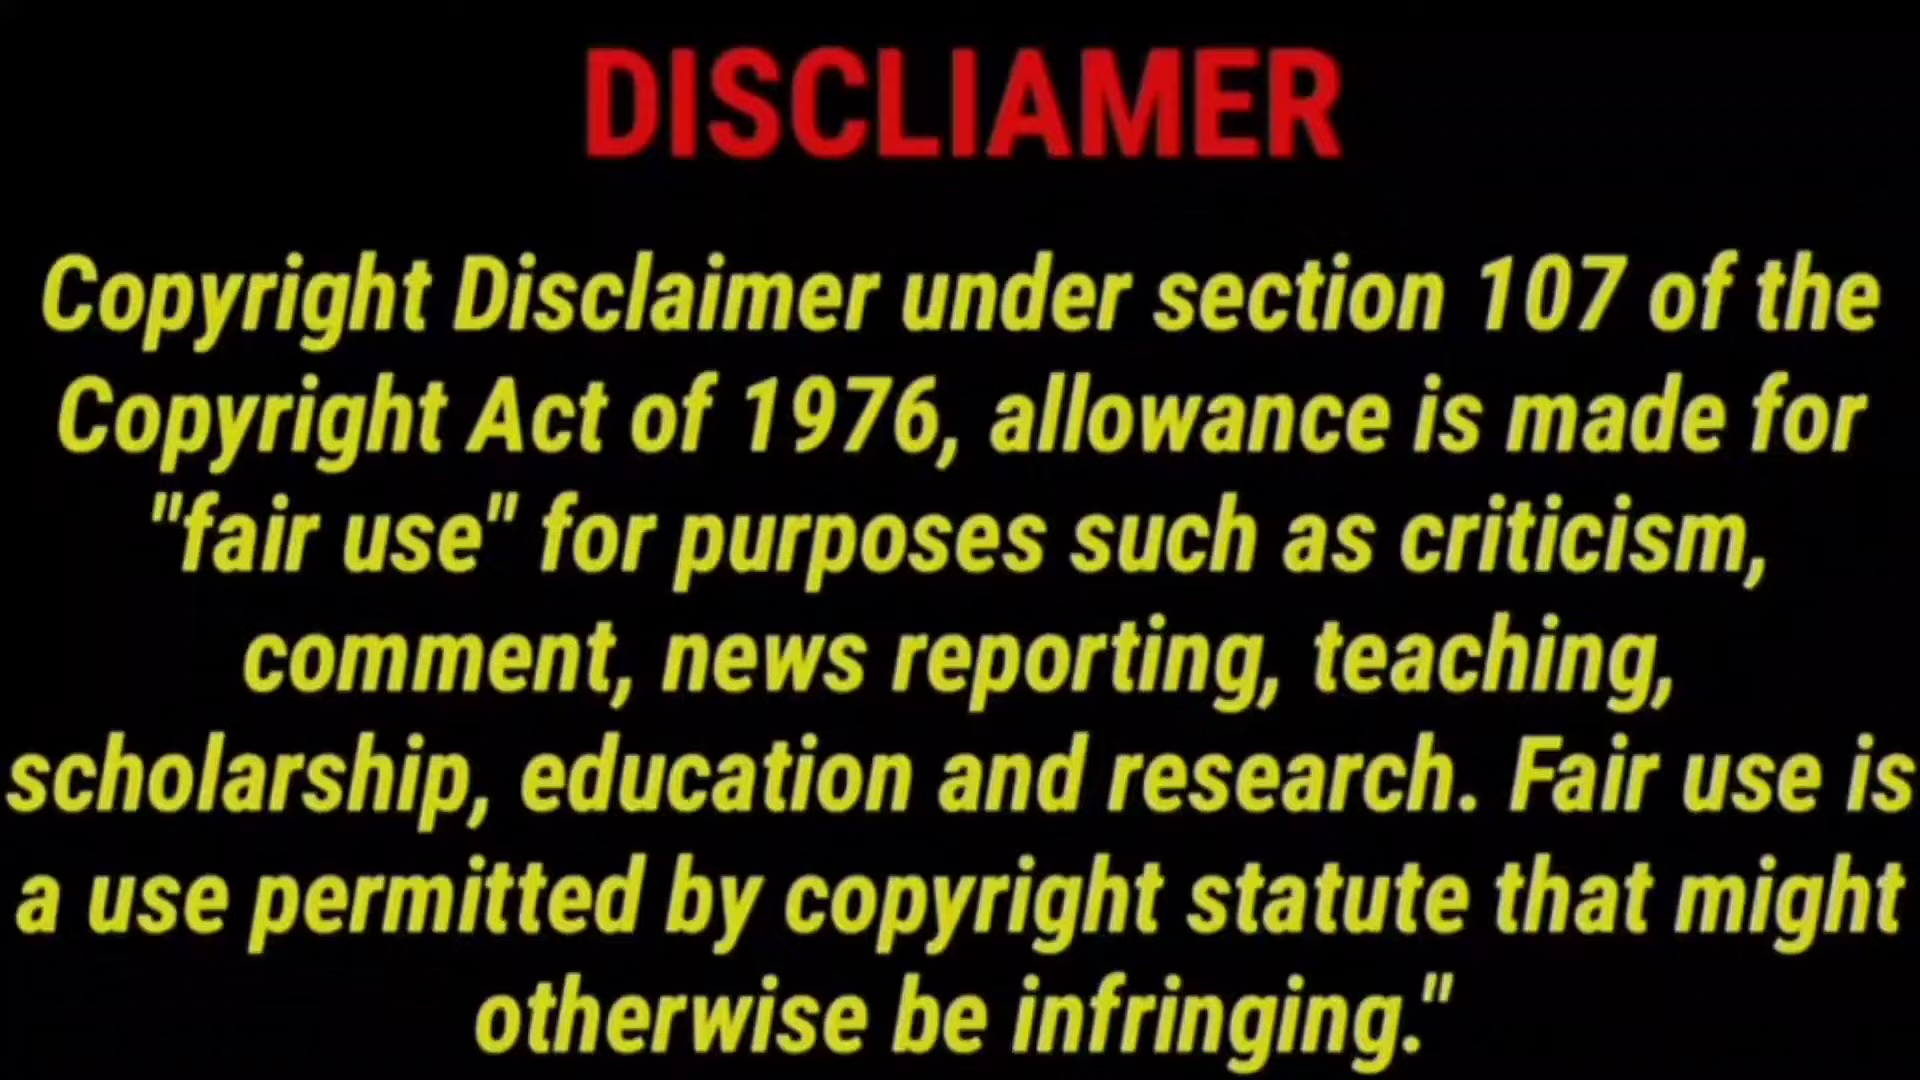 DISCLIAMER
Copyright Disclaimer under section 107 of the
Copyright Act of 1976, allowance is made for
"fair use" for purposes such as criticism,
comment, news reporting, teaching,
scholarship, education and research. Fair use is
a use permitted by copyright statute that might
otherwise be infringing."